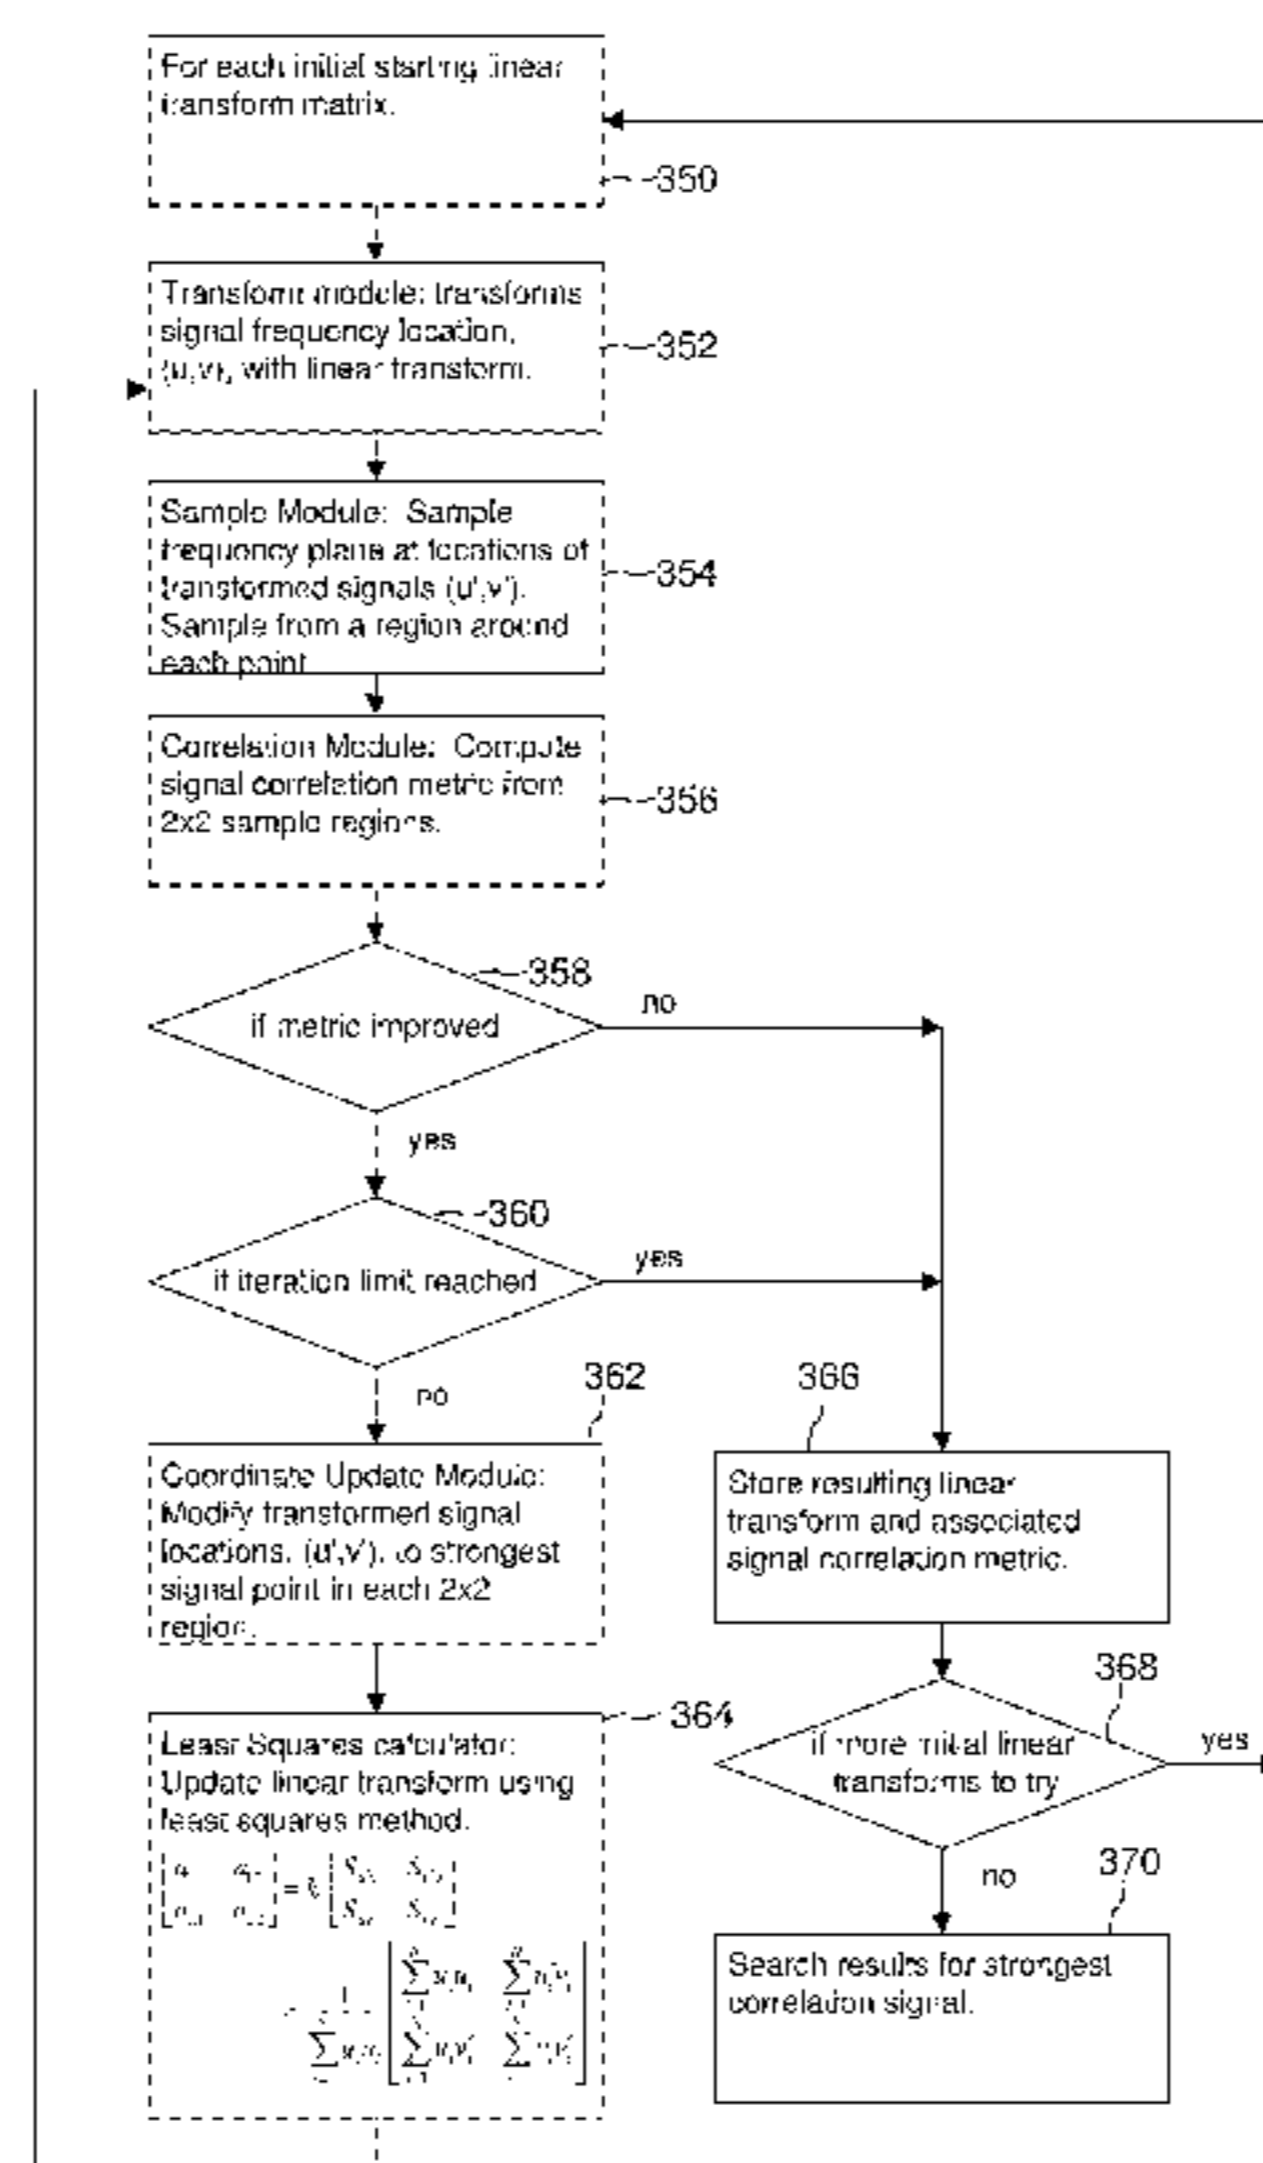 For each initial starting linear
transform matrix.
350
Transform module: transforms
signal frequency location,
(u,v), with linear transform.
352
Sample Module: Sample
frequency plane at locations of
transformed signals (u',v').
Sample from a region around
each point
354
Correlation Module: Compute
signal correlation metric from
2x2 sample regions.
356
358
if metric improved
no
yes
360
if iteration limit reached
yes
no
362
Coordinate Update Module:
Modify transformed signal
locations, (u',v'), to strongest
signal point in each 2x2
region.
366
Store resulting linear
transform and associated
signal correlation metric.
364
Least Squares calculator:
Update linear transform using
least squares method.
368
if more initial linear
transforms to try
yes
no
370
Search results for strongest
correlation signal.